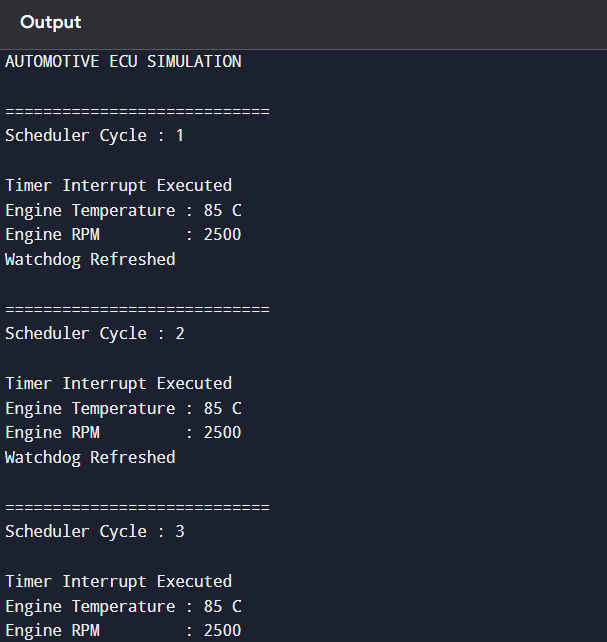 Output
AUTOMOTIVE ECU SIMULATION
============================
Scheduler Cycle : 1
Timer Interrupt Executed
Engine Temperature : 85 C
Engine RPM         : 2500
Watchdog Refreshed
============================
Scheduler Cycle : 2
Timer Interrupt Executed
Engine Temperature : 85 C
Engine RPM         : 2500
Watchdog Refreshed
============================
Scheduler Cycle : 3
Timer Interrupt Executed
Engine Temperature : 85 C
Engine RPM         : 2500